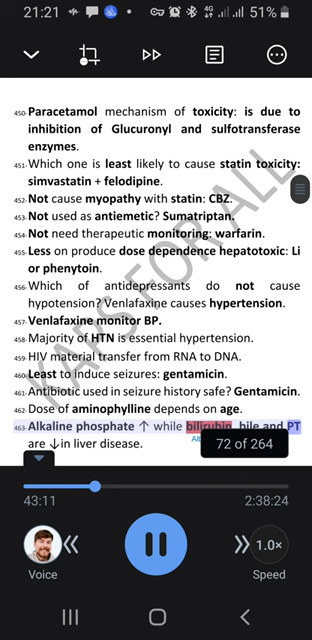 21:21
4G
51%
450- Paracetamol mechanism of toxicity: is due to
inhibition of Glucuronyl and sulfotransferase
enzymes.
451- Which one is least likely to cause statin toxicity:
simvastatin + felodipine.
452- Not cause myopathy with statin: CBZ.
453- Not used as antiemetic? Sumatriptan.
454- Not need therapeutic monitoring: warfarin.
455- Less on produce dose dependence hepatotoxic: Li
or phenytoin.
456- Which of antidepressants do not cause
hypotension? Venlafaxine causes hypertension.
457- Venlafaxine monitor BP.
458- Majority of HTN is essential hypertension.
459- HIV material transfer from RNA to DNA.
460- Least to induce seizures: gentamicin.
461- Antibiotic used in seizure history safe? Gentamicin.
462- Dose of aminophylline depends on age.
463- Alkaline phosphate ↑ while bilirubin, bile and PT
are ↓ in liver disease.
KAPS FOR ALL
72 of 264
43:11
2:38:24
1.0×
Voice
Speed